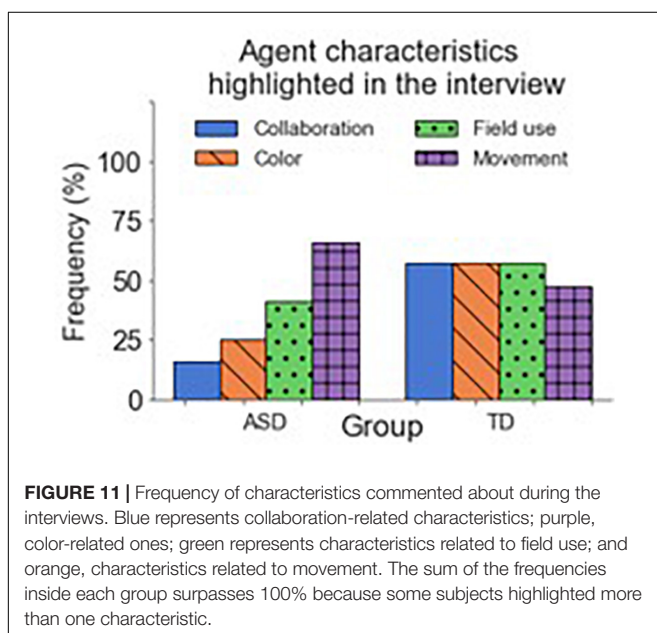 Agent characteristics
highlighted in the interview
Collaboration
Field use
Color
Movement
Frequency (%)
100
75
50
25
0
ASD
TD
Group
FIGURE 11 | Frequency of characteristics commented about during the
interviews. Blue represents collaboration-related characteristics; purple,
color-related ones; green represents characteristics related to field use; and
orange, characteristics related to movement. The sum of the frequencies
inside each group surpasses 100% because some subjects highlighted more
than one characteristic.